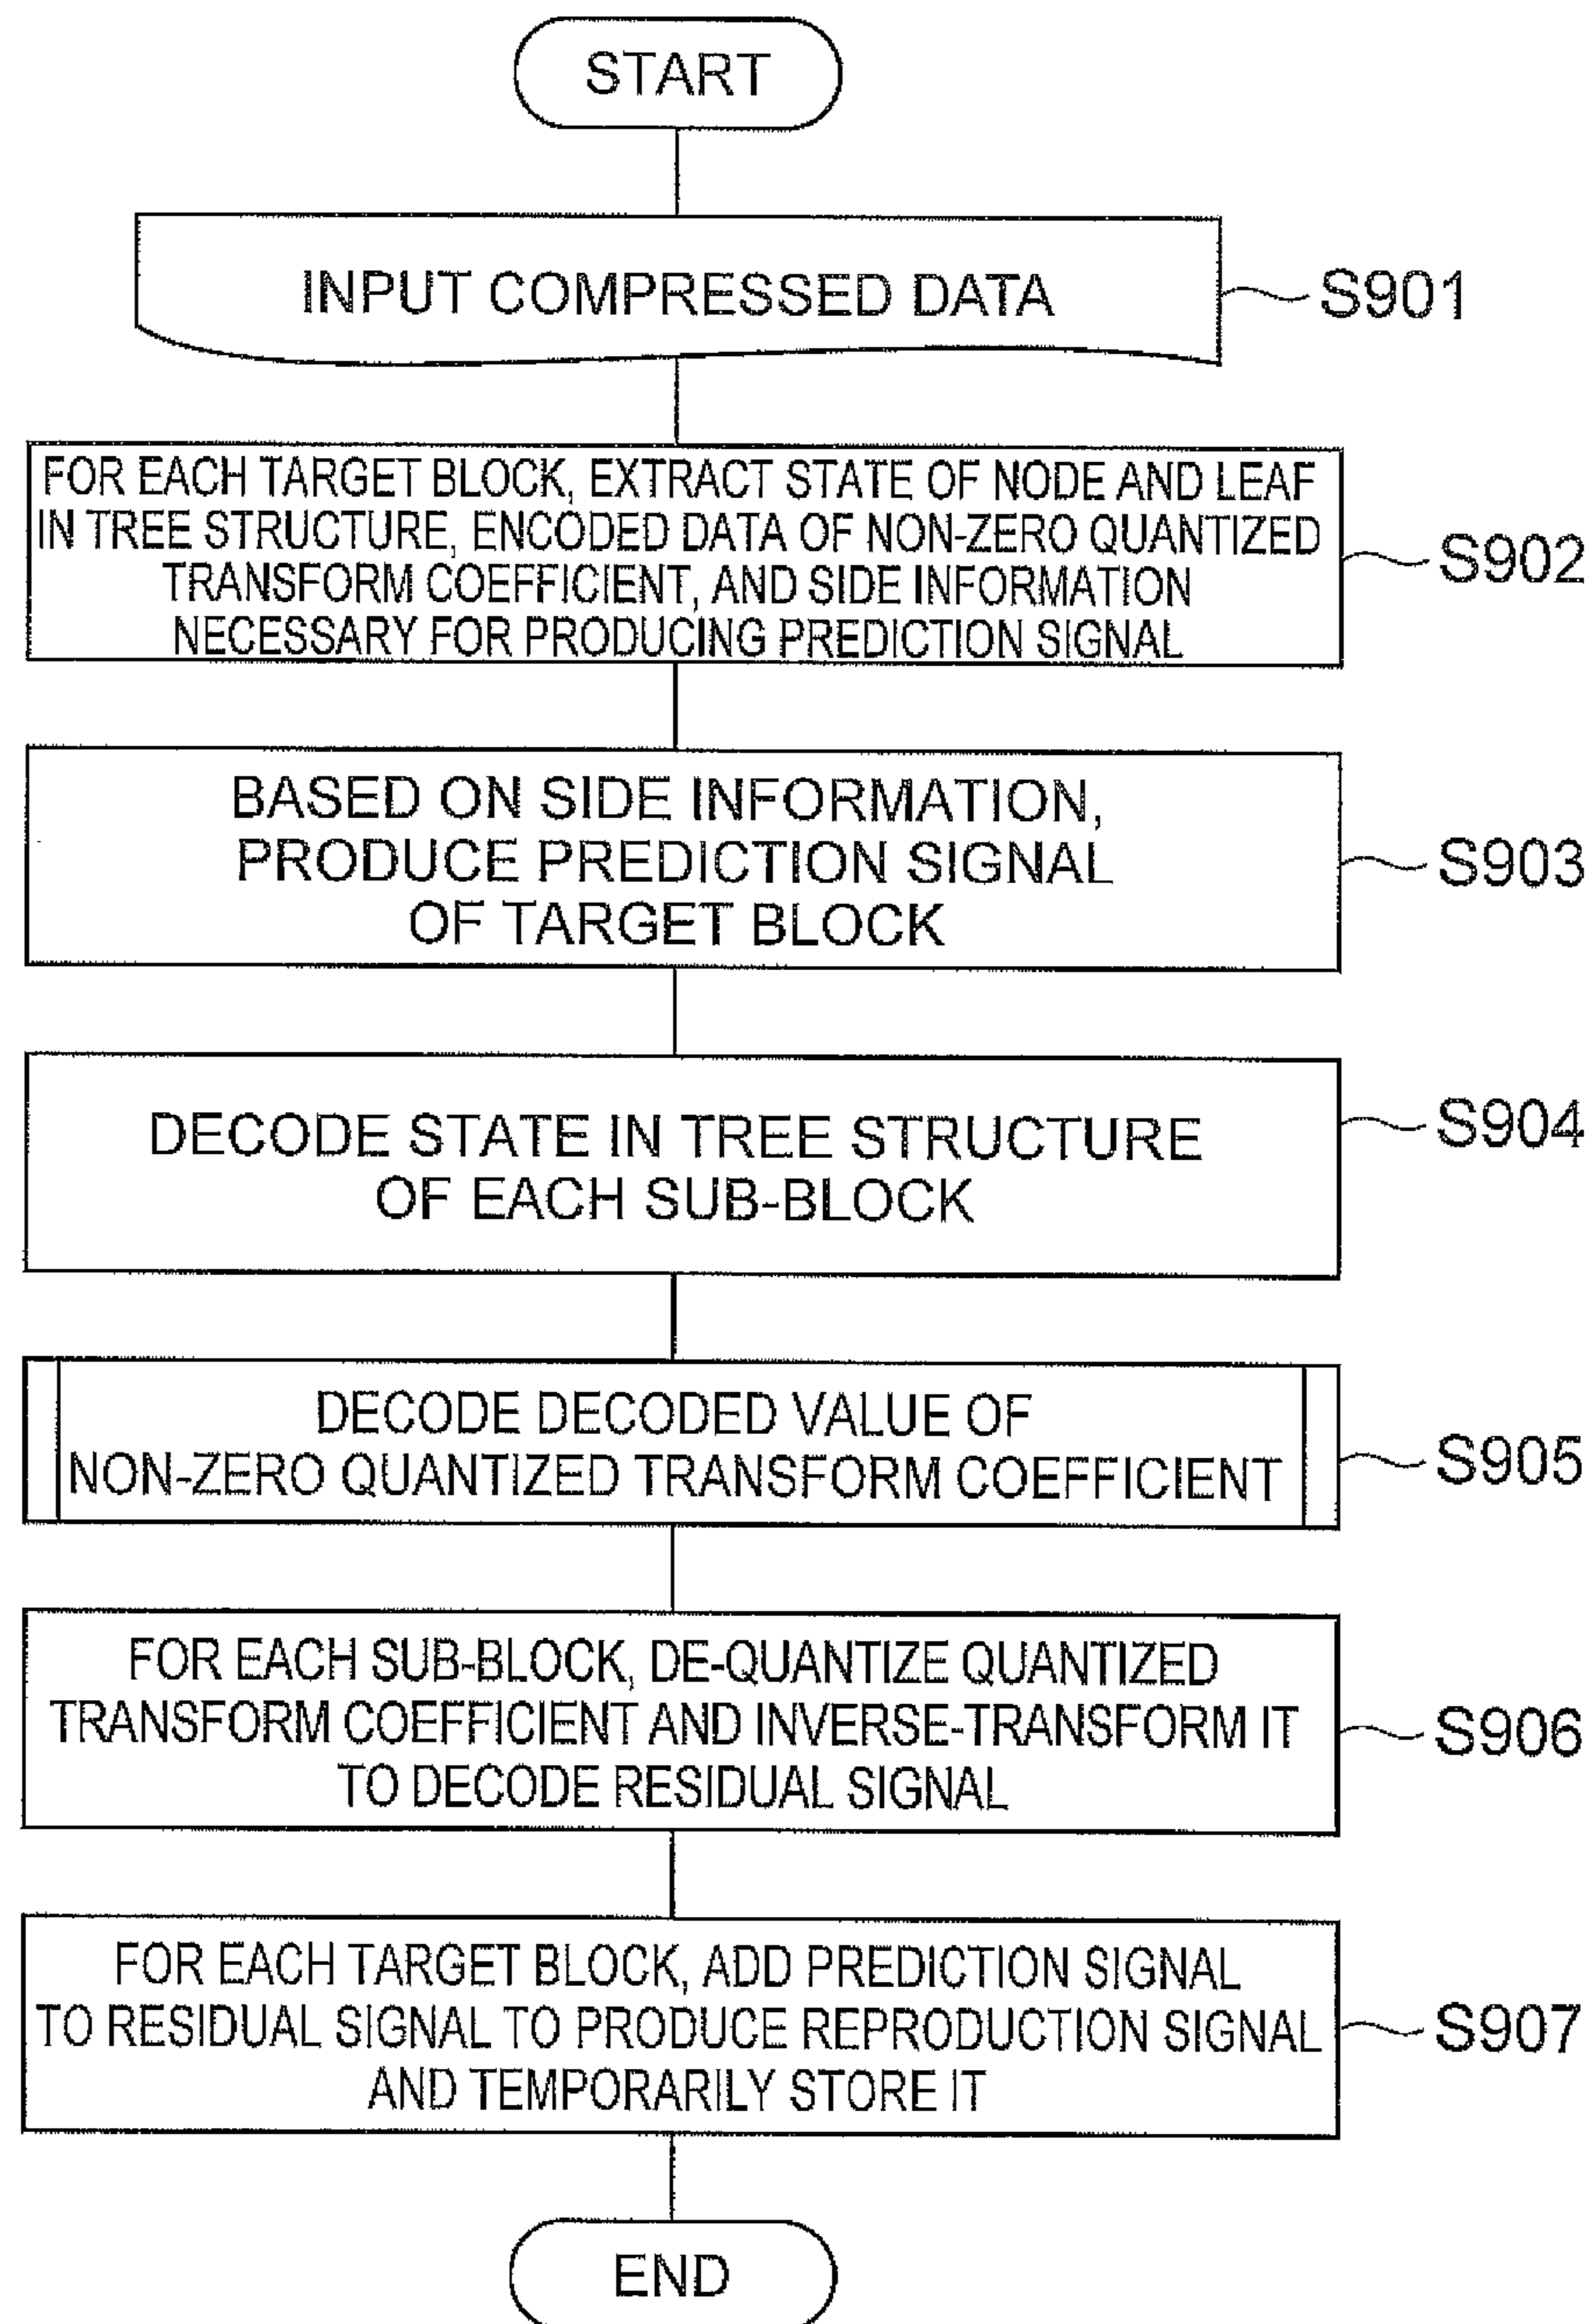 START
INPUT COMPRESSED DATA
S901
FOR EACH TARGET BLOCK, EXTRACT STATE OF NODE AND LEAF
IN TREE STRUCTURE, ENCODED DATA OF NON-ZERO QUANTIZED
TRANSFORM COEFFICIENT, AND SIDE INFORMATION
NECESSARY FOR PRODUCING PREDICTION SIGNAL
S902
BASED ON SIDE INFORMATION,
PRODUCE PREDICTION SIGNAL
OF TARGET BLOCK
S903
DECODE STATE IN TREE STRUCTURE
OF EACH SUB-BLOCK
S904
DECODE DECODED VALUE OF
NON-ZERO QUANTIZED TRANSFORM COEFFICIENT
S905
FOR EACH SUB-BLOCK, DE-QUANTIZE QUANTIZED
TRANSFORM COEFFICIENT AND INVERSE-TRANSFORM IT
TO DECODE RESIDUAL SIGNAL
S906
FOR EACH TARGET BLOCK, ADD PREDICTION SIGNAL
TO RESIDUAL SIGNAL TO PRODUCE REPRODUCTION SIGNAL
AND TEMPORARILY STORE IT
S907
END